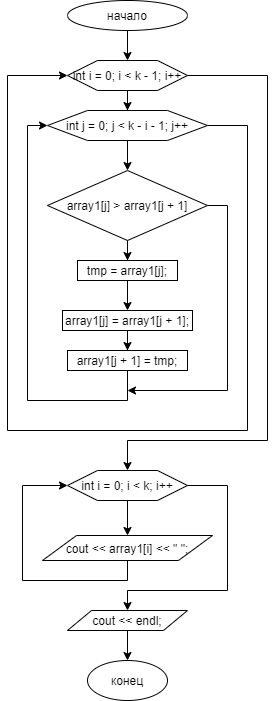 начало
int i = 0; i < k - 1; i++
int j = 0; j < k - i - 1; j++
array1[j] > array1[j + 1]
tmp = array1[j];
array1[j] = array1[j + 1];
array1[j + 1] = tmp;
int i = 0; i < k; i++
cout << array1[i] << " ";
cout << endl;
конец